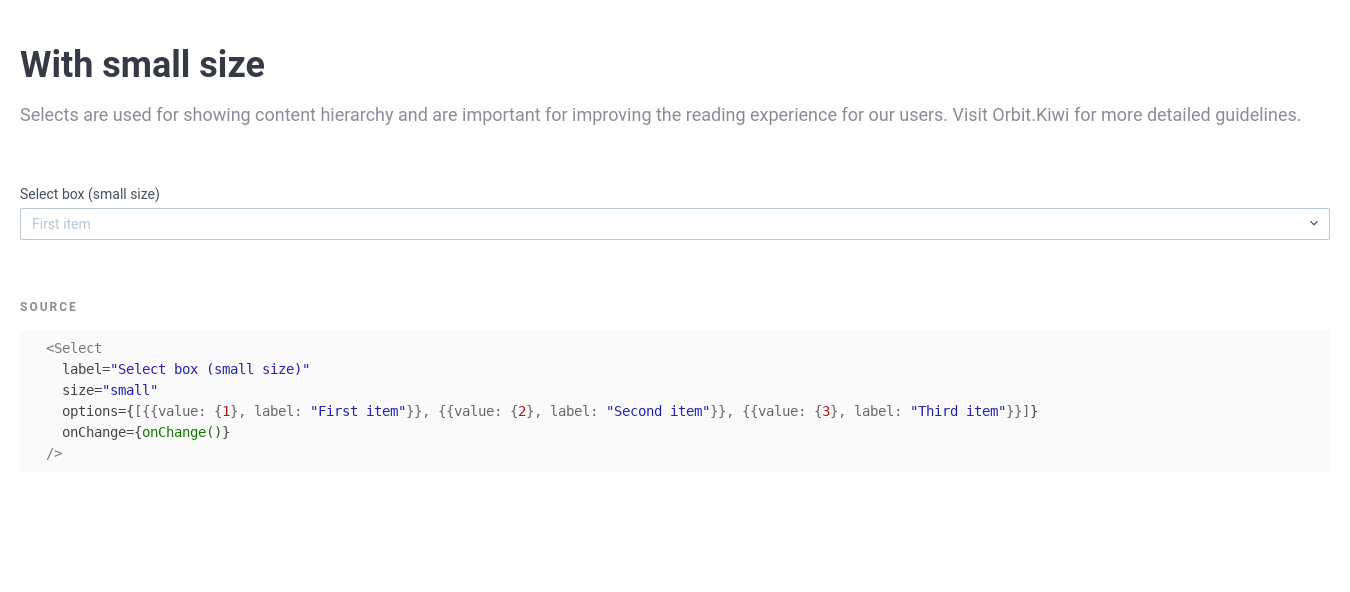 With small size
Selects are used for showing content hierarchy and are important for improving the reading experience for our users. Visit Orbit.Kiwi for more detailed guidelines.
Select box (small size)
First item
SOURCE
<Select
  label="Select box (small size)"
  size="small"
  options={[{{value: {1}, label: "First item"}}, {{value: {2}, label: "Second item"}}, {{value: {3}, label: "Third item"}}]}
  onChange={onChange()}
/>